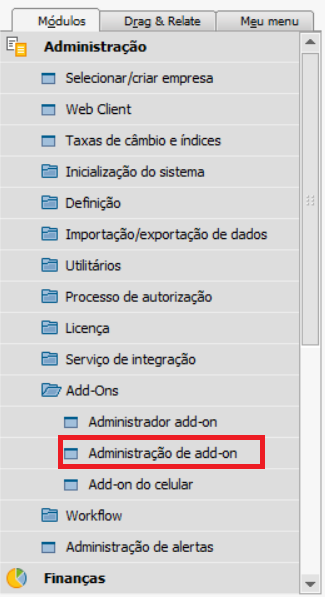 Módulos Drag & Relate Meu menu
Administração
Selecionar/criar empresa
Web Client
Taxas de câmbio e índices
Inicialização do sistema
Definição
Importação/exportação de dados
Utilitários
Processo de autorização
Licença
Serviço de integração
Add-Ons
Administrador add-on
Administração de add-on
Add-on do celular
Workflow
Administração de alertas
Finanças